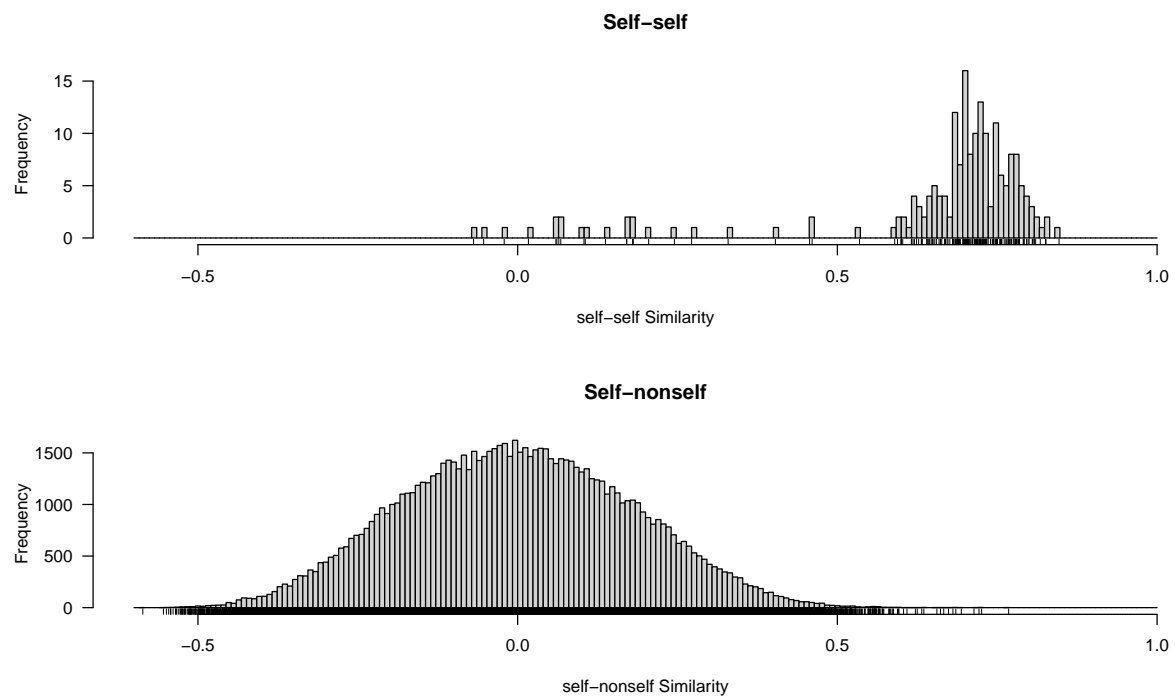 Self−self
Frequency
15
10
5
0
−0.5 0.0 0.5 1.0
self−self Similarity
Self−nonself
Frequency
1500
1000
500
0
−0.5 0.0 0.5 1.0
self−nonself Similarity